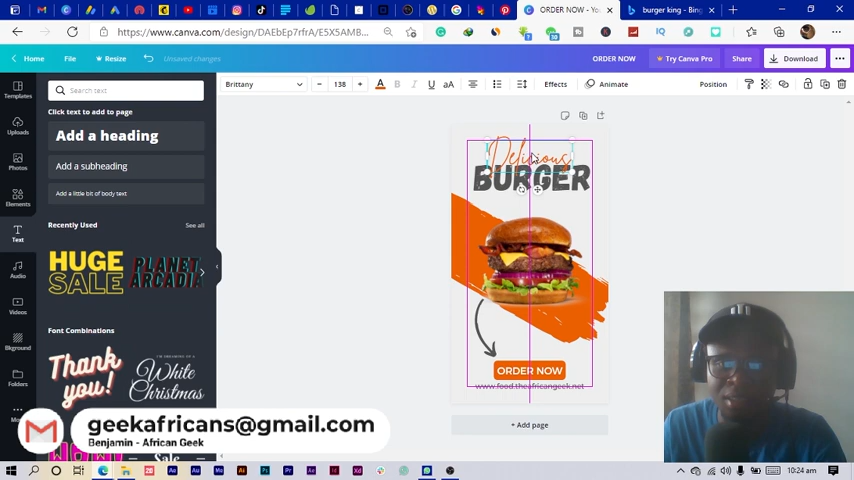 ORDER NOW - Yo
burger king - Bing
https://www.canva.com/design/DAEbEp7rfrA/E5X5AMB...
Home
File
Resize
Unsaved changes
ORDER NOW
Try Canva Pro
Share
Download
Brittany
138
A
B
I
U
aA
Effects
Animate
Position
Templates
Uploads
Photos
Elements
Text
Audio
Videos
Bkground
Folders
Search text
Click text to add to page
Add a heading
Add a subheading
Add a little bit of body text
Recently Used
See all
HUGE
SALE
PLANET
ARCADIA
Font Combinations
Thank
you!
White
Christmas
Delicious
BURGER
ORDER NOW
www.food.theafricangeek.net
+ Add page
geekafricans@gmail.com
Benjamin - African Geek
10:24 am